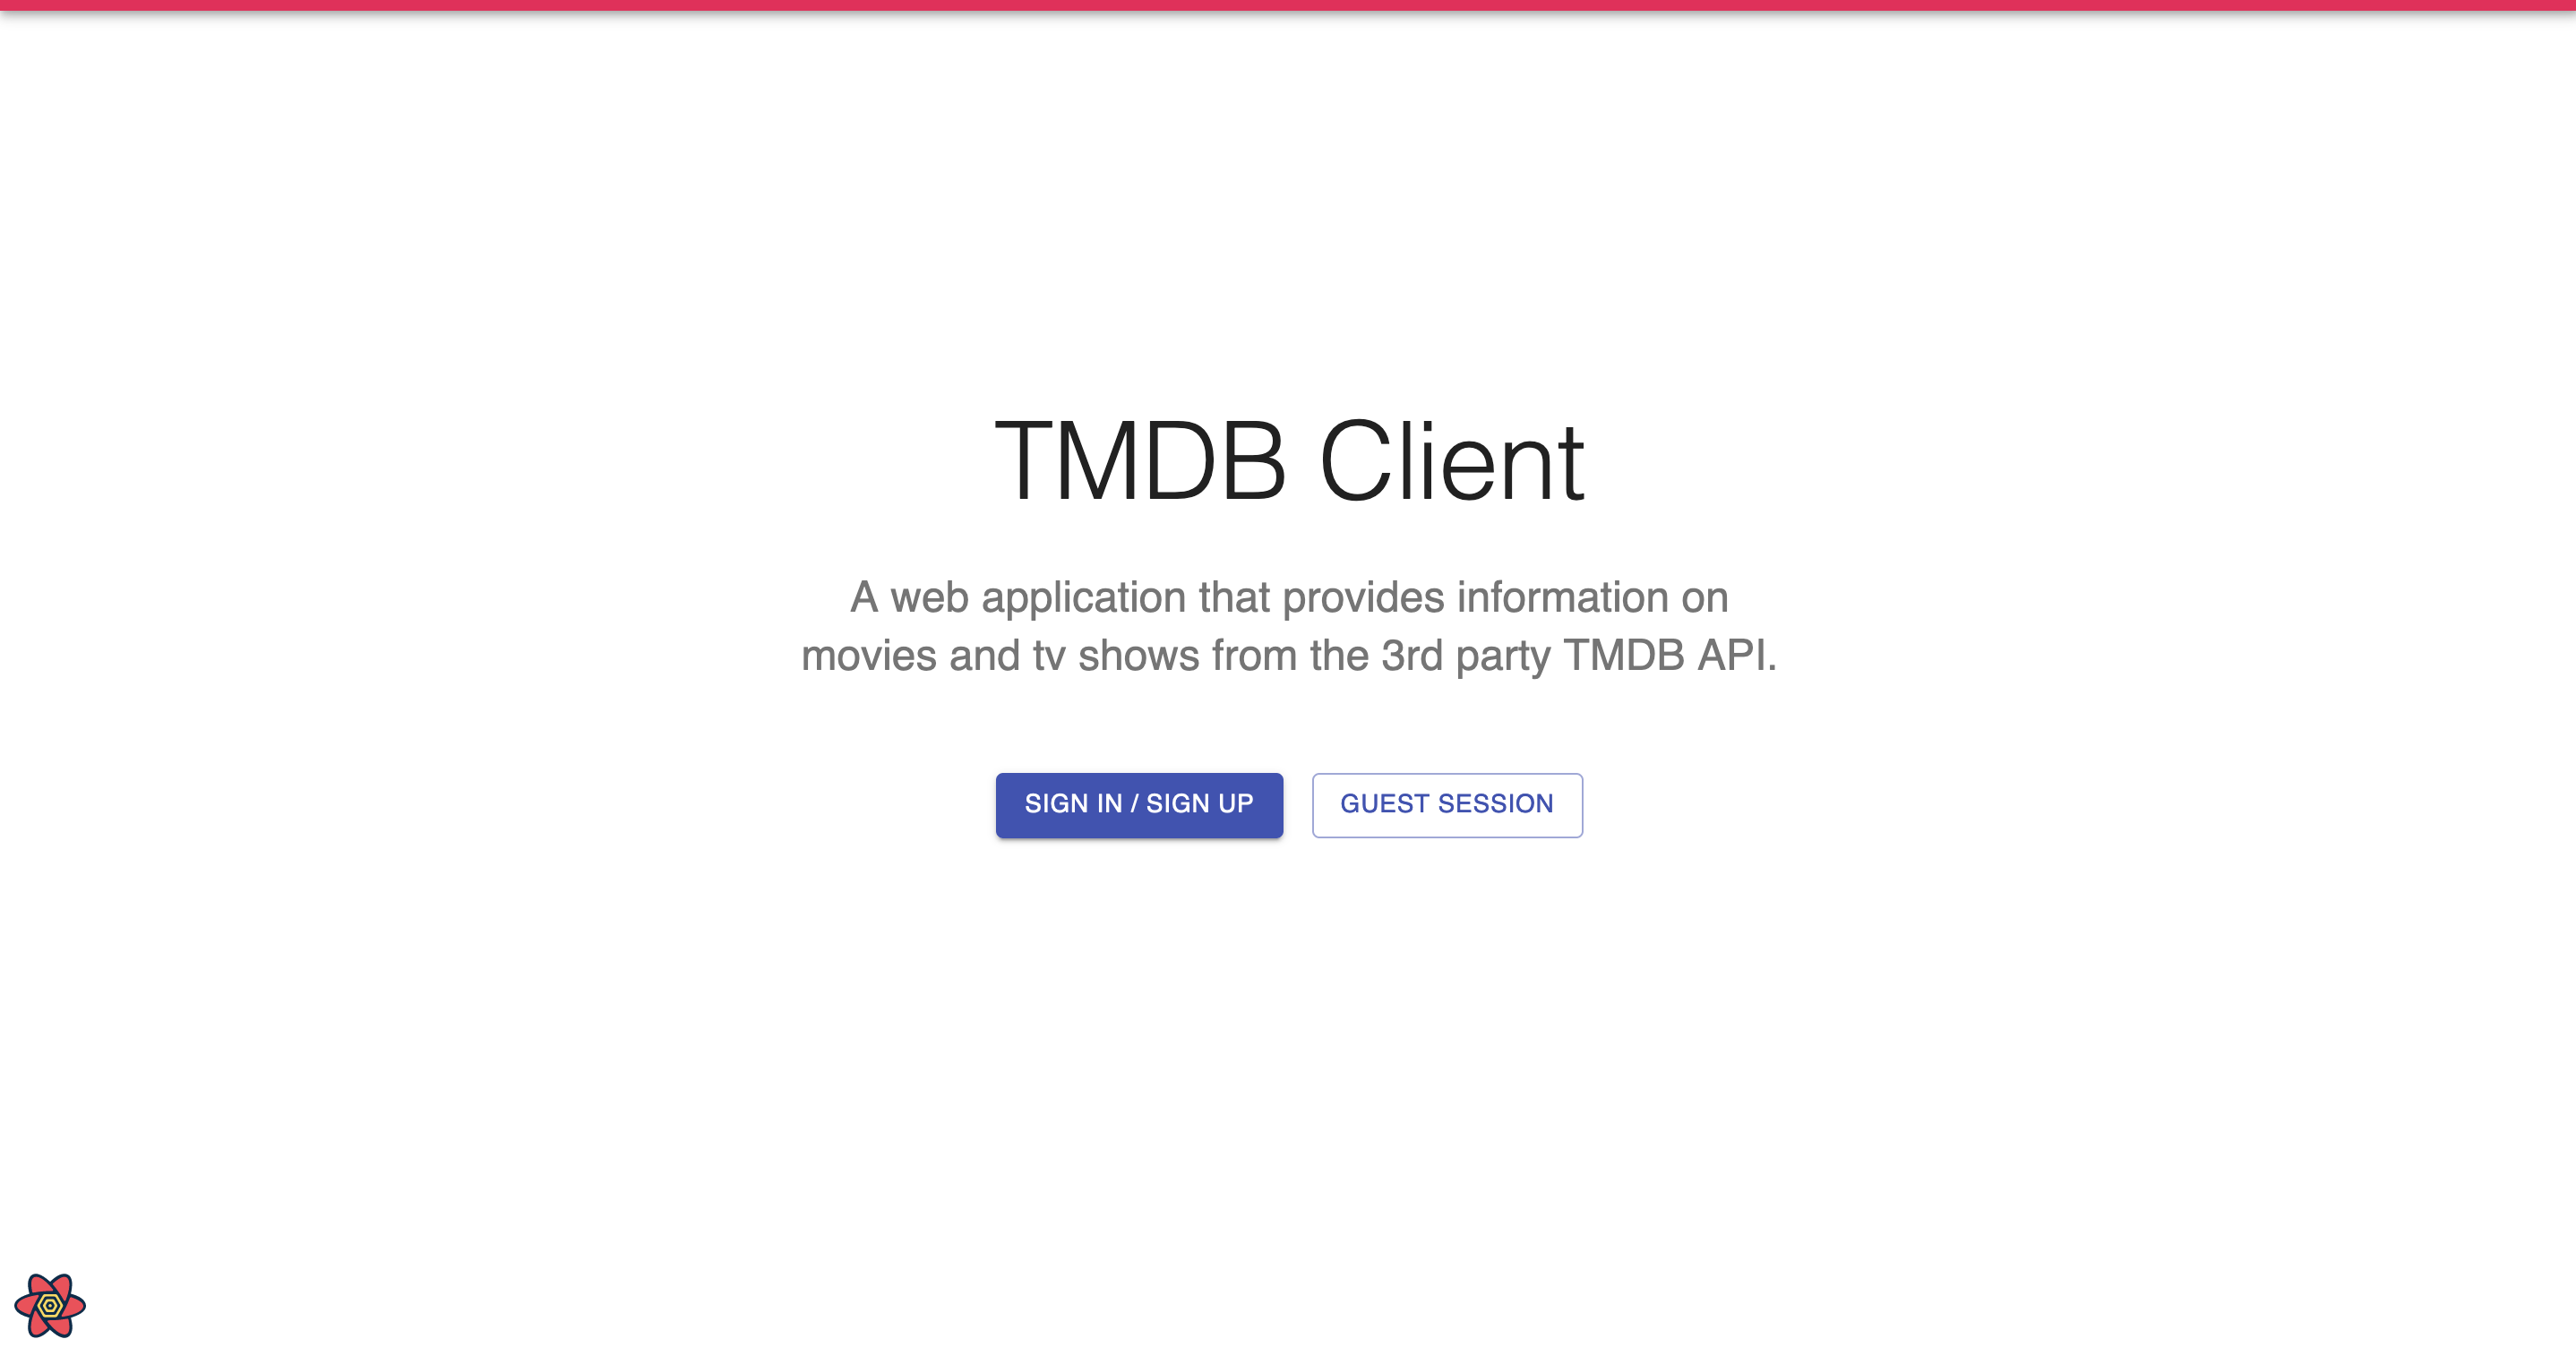 TMDB Client
A web application that provides information on
movies and tv shows from the 3rd party TMDB API.
SIGN IN / SIGN UP
GUEST SESSION